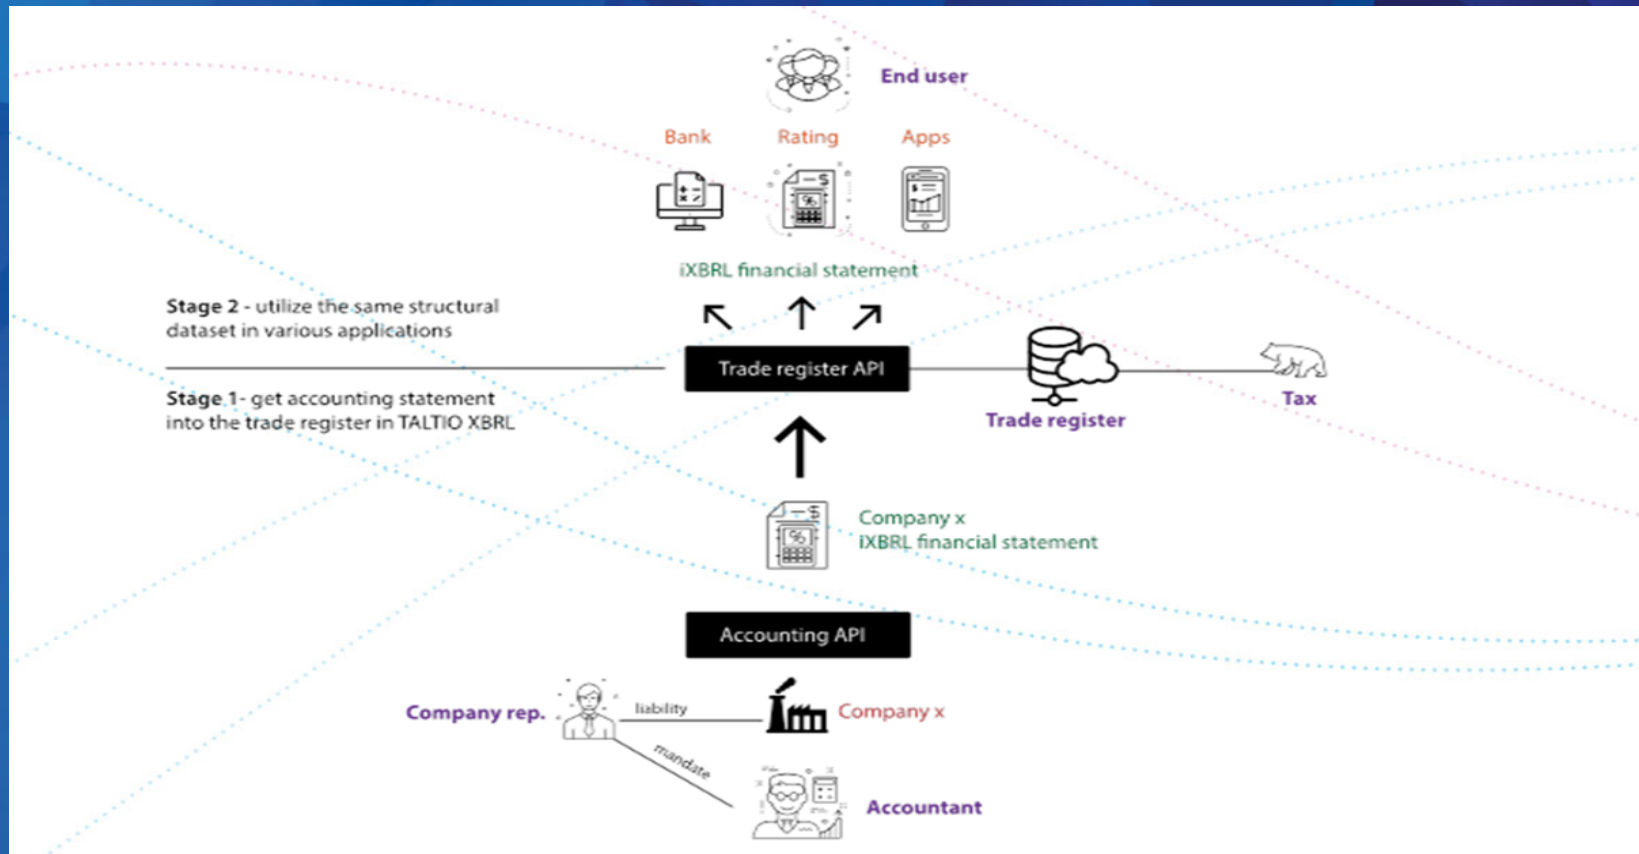 End user
Bank
Rating
Apps
iXBRL financial statement
Stage 2 - utilize the same structural
dataset in various applications
Trade register API
Stage 1- get accounting statement
into the trade register in TALTIO XBRL
Trade register
Tax
Company x
iXBRL financial statement
Accounting API
Company rep.
liability
Company x
mandate
Accountant